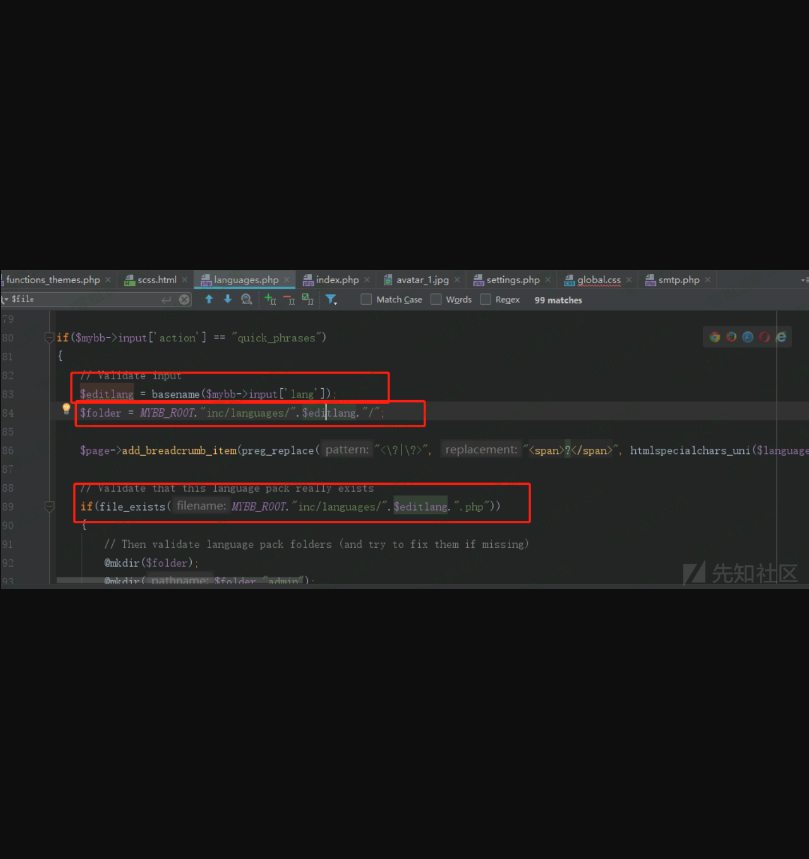 functions_themes.php × scss.html × languages.php × index.php × avatar_1.jpg × settings.php × global.css × smtp.php ×
$file Match Case Words Regex 99 matches
79
80 if($mybb->input['action'] == "quick_phrases")
81 {
82 // Validate input
83 $editlang = basename($mybb->input['lang']);
84 $folder = MYBB_ROOT."inc/languages/".$editlang."/";
85
86 $page->add_breadcrumb_item(preg_replace( pattern: "<\?|\?>", replacement: "<span>?</span>", htmlspecialchars_uni($language
87
88 // Validate that this language pack really exists
89 if(file_exists( filename: MYBB_ROOT."inc/languages/".$editlang.".php"))
90 {
91 // Then validate language pack folders (and try to fix them if missing)
92 @mkdir($folder);
93 @mkdir( pathname: $folder."admin");
先知社区